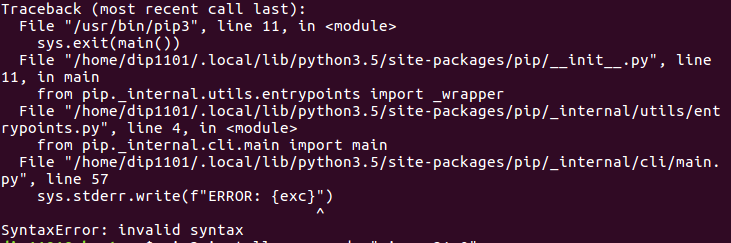 Traceback (most recent call last):
  File "/usr/bin/pip3", line 11, in <module>
    sys.exit(main())
  File "/home/dip1101/.local/lib/python3.5/site-packages/pip/__init__.py", line
11, in main
    from pip._internal.utils.entrypoints import _wrapper
  File "/home/dip1101/.local/lib/python3.5/site-packages/pip/_internal/utils/ent
rypoints.py", line 4, in <module>
    from pip._internal.cli.main import main
  File "/home/dip1101/.local/lib/python3.5/site-packages/pip/_internal/cli/main.
py", line 57
    sys.stderr.write(f"ERROR: {exc}")
                                   ^
SyntaxError: invalid syntax